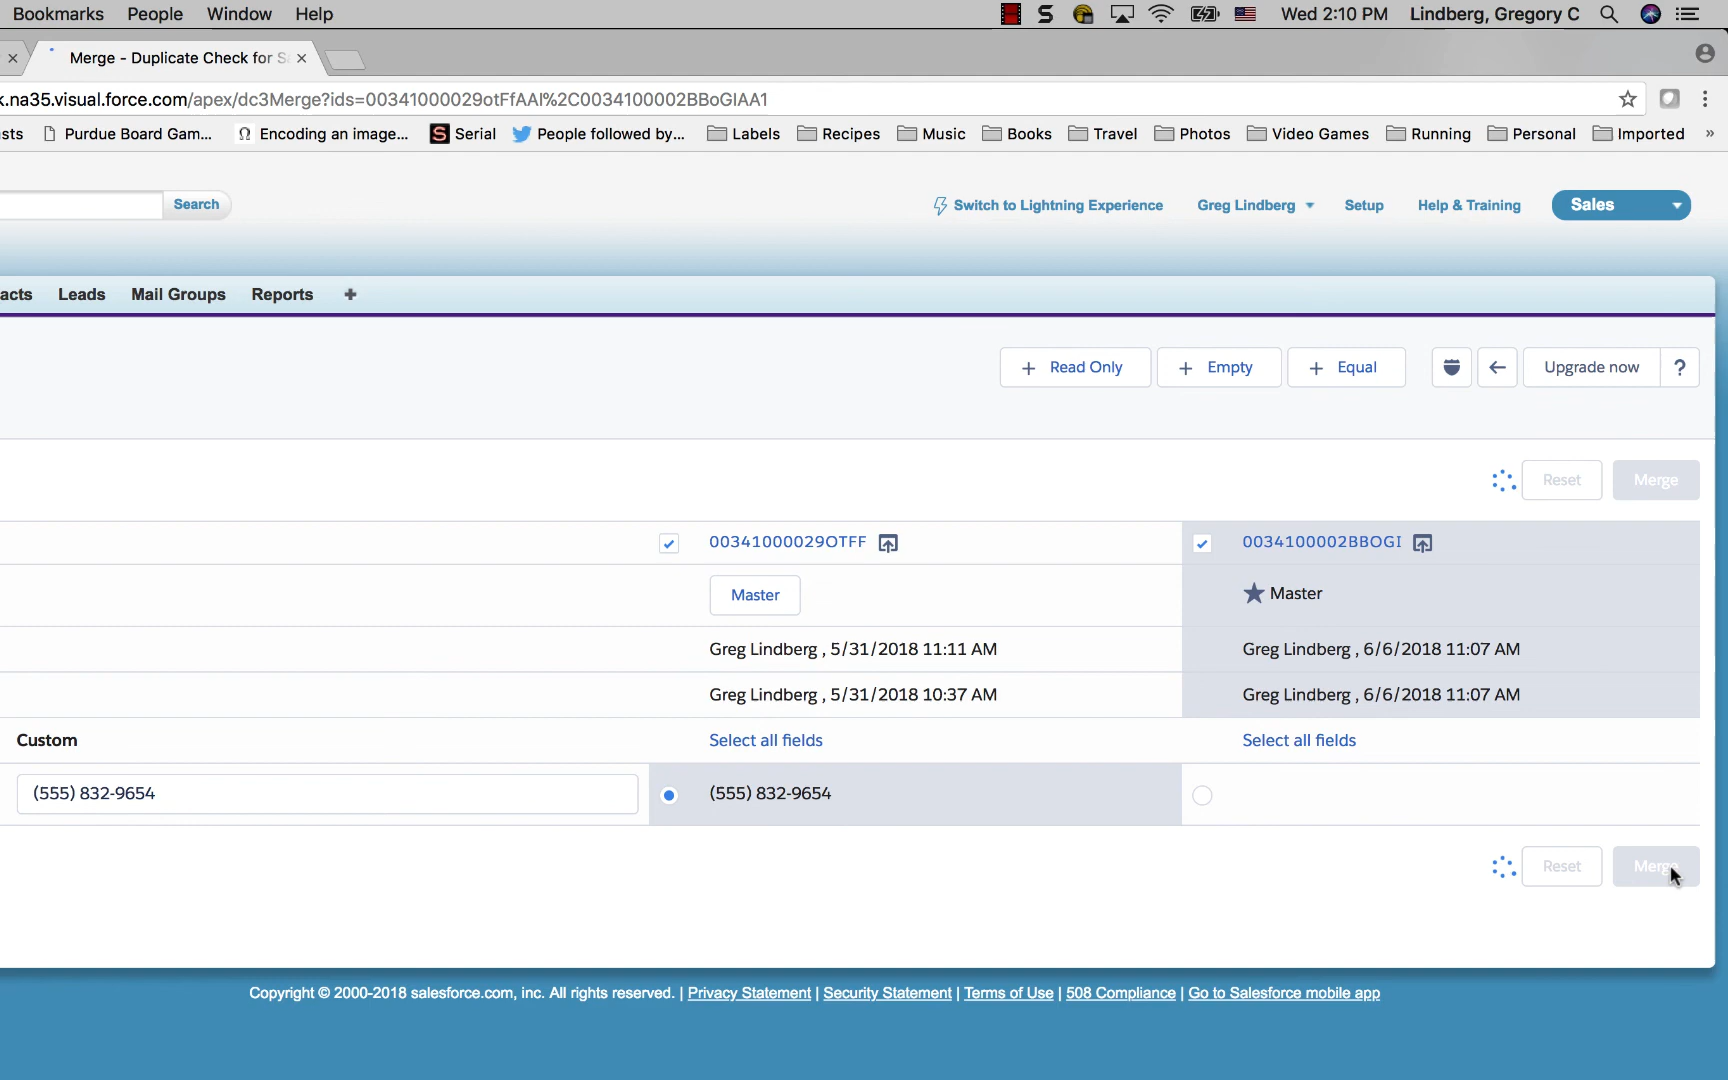 Bookmarks People Window Help Wed 2:10 PM Lindberg, Gregory C
Merge - Duplicate Check for
k.na35.visual.force.com/apex/dc3Merge?ids=00341000029otFfAAI%2C0034100002BBoGIAA1
sts Purdue Board Gam... Encoding an image... Serial People followed by... Labels Recipes Music Books Travel Photos Video Games Running Personal Imported »
Search Switch to Lightning Experience Greg Lindberg Setup Help & Training Sales
acts Leads Mail Groups Reports +
+ Read Only + Empty + Equal Upgrade now ?
Reset Merge
00341000029OTFF 0034100002BBOGI
Master Master
Greg Lindberg , 5/31/2018 11:11 AM Greg Lindberg , 6/6/2018 11:07 AM
Greg Lindberg , 5/31/2018 10:37 AM Greg Lindberg , 6/6/2018 11:07 AM
Custom Select all fields Select all fields
(555) 832-9654 (555) 832-9654
Reset Merge
Copyright © 2000-2018 salesforce.com, inc. All rights reserved. | Privacy Statement | Security Statement | Terms of Use | 508 Compliance | Go to Salesforce mobile app